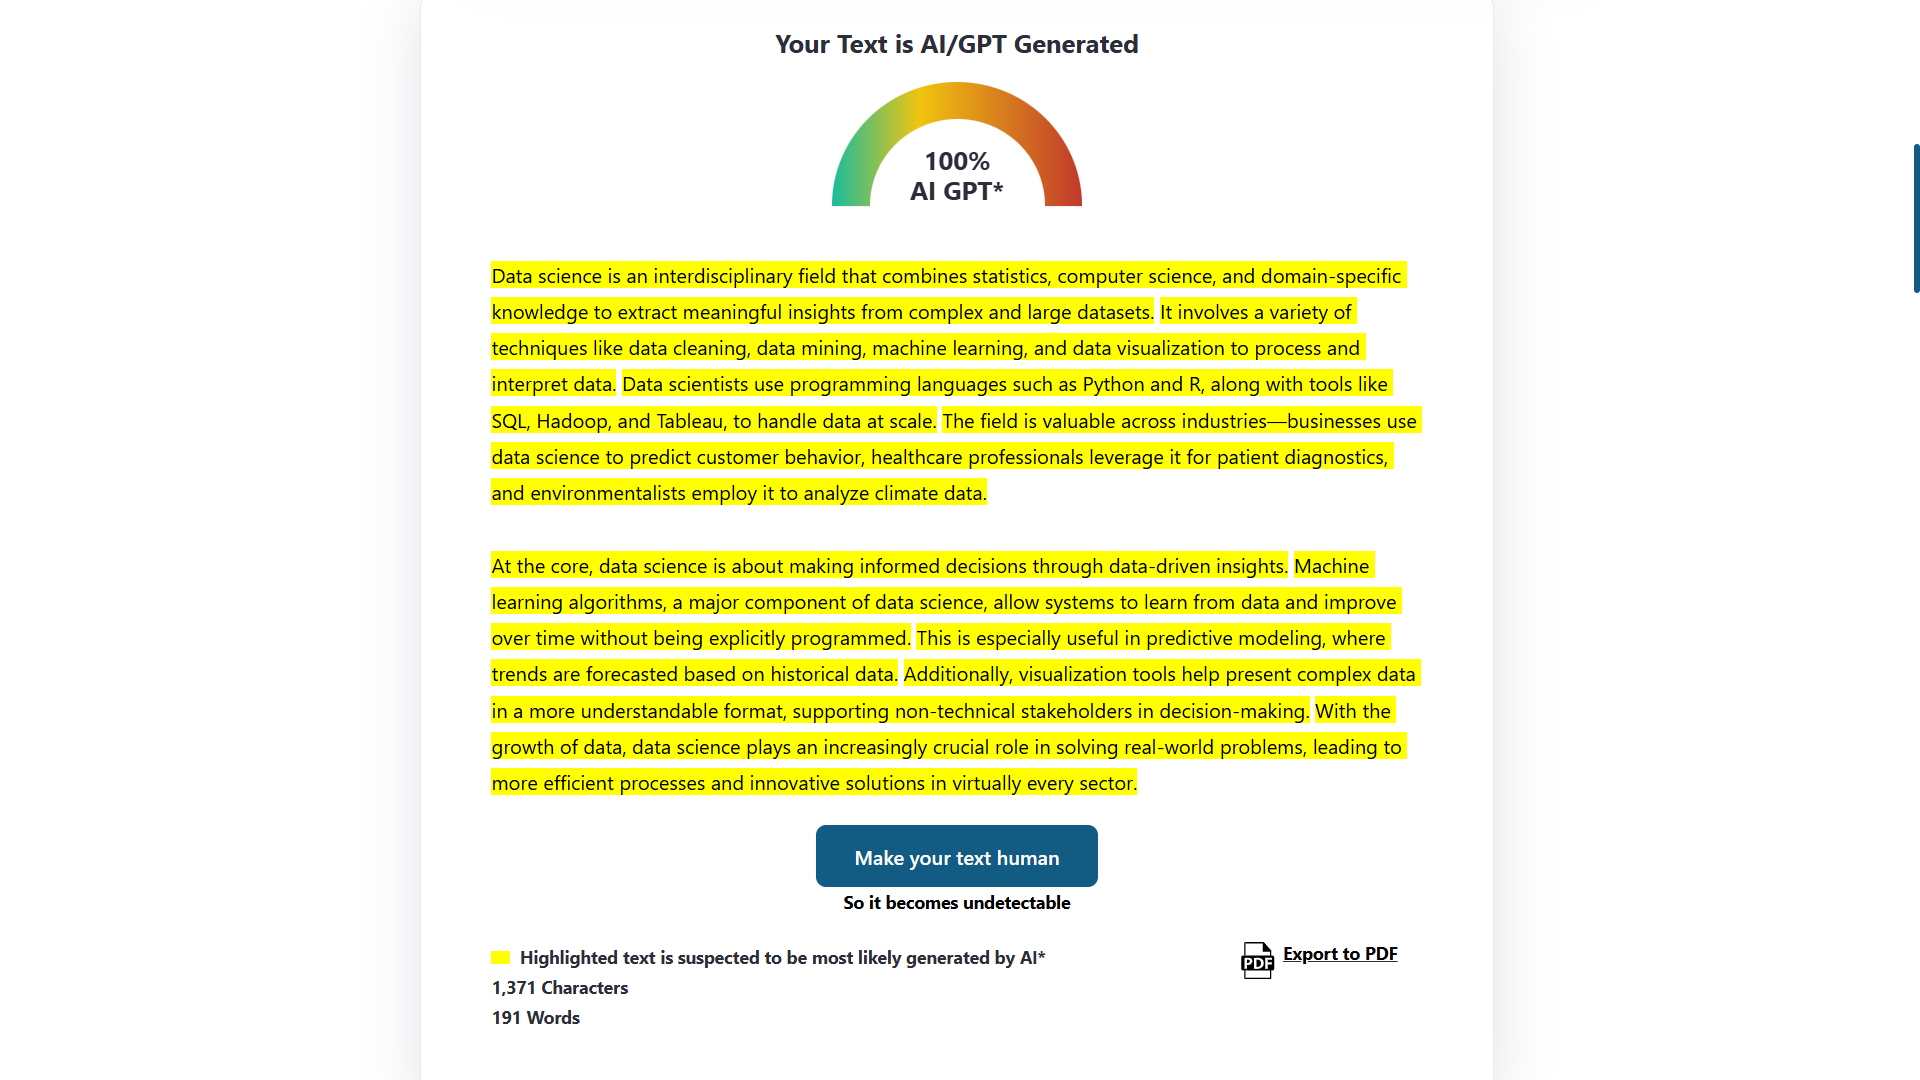 Your Text is AI/GPT Generated
100%
AI GPT*
Data science is an interdisciplinary field that combines statistics, computer science, and domain-specific
knowledge to extract meaningful insights from complex and large datasets. It involves a variety of
techniques like data cleaning, data mining, machine learning, and data visualization to process and
interpret data. Data scientists use programming languages such as Python and R, along with tools like
SQL, Hadoop, and Tableau, to handle data at scale. The field is valuable across industries—businesses use
data science to predict customer behavior, healthcare professionals leverage it for patient diagnostics,
and environmentalists employ it to analyze climate data.
At the core, data science is about making informed decisions through data-driven insights. Machine
learning algorithms, a major component of data science, allow systems to learn from data and improve
over time without being explicitly programmed. This is especially useful in predictive modeling, where
trends are forecasted based on historical data. Additionally, visualization tools help present complex data
in a more understandable format, supporting non-technical stakeholders in decision-making. With the
growth of data, data science plays an increasingly crucial role in solving real-world problems, leading to
more efficient processes and innovative solutions in virtually every sector.
Make your text human
So it becomes undetectable
Highlighted text is suspected to be most likely generated by AI*
PDF Export to PDF
1,371 Characters
191 Words